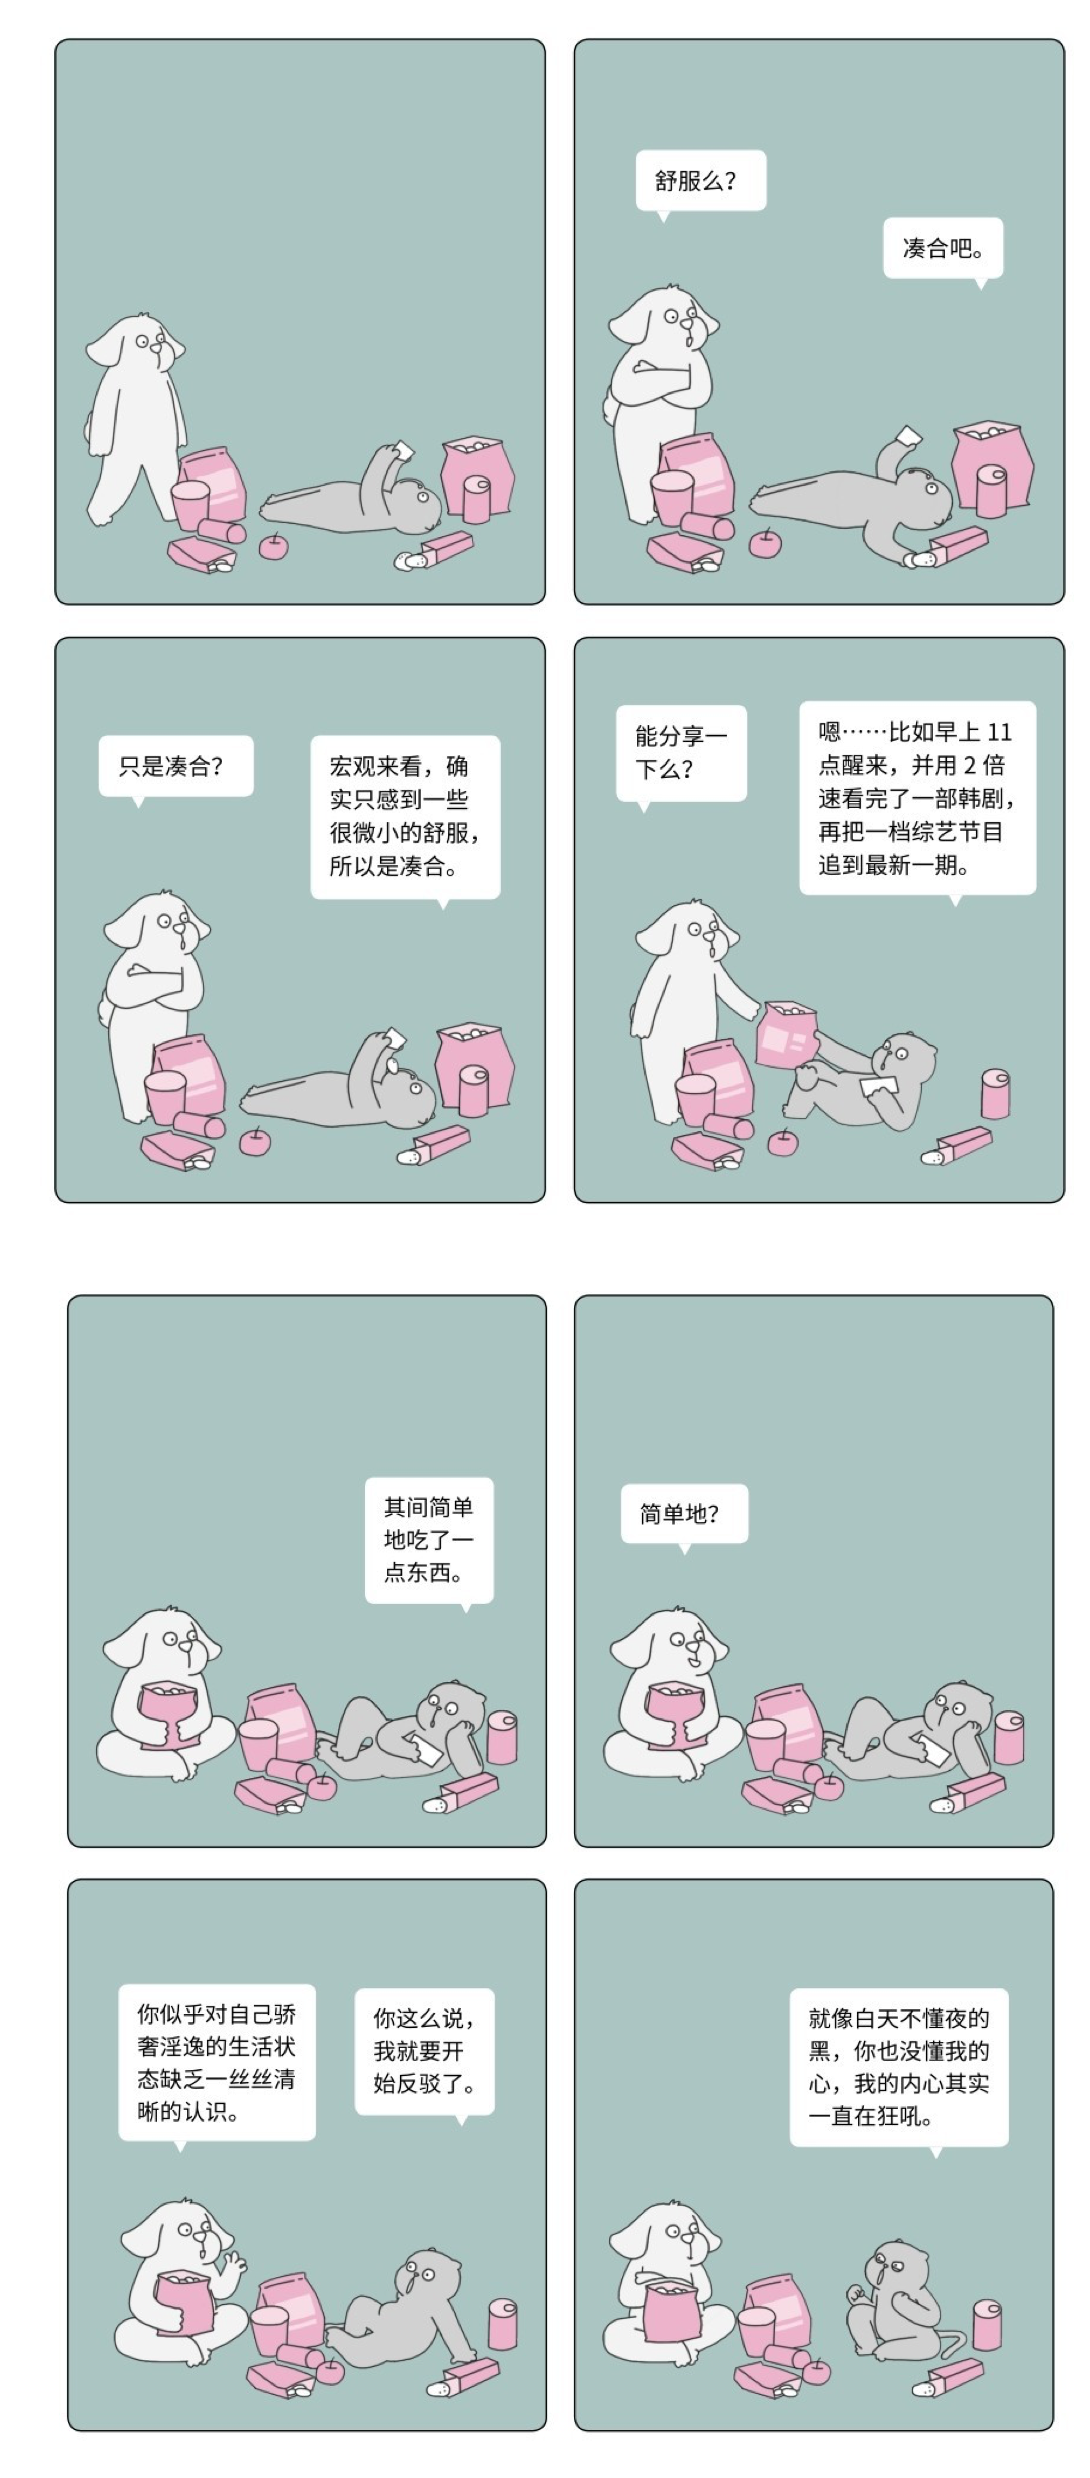 舒服么？
凑合吧。
只是凑合？
宏观来看，确
实只感到一些
很微小的舒服，
所以是凑合。
能分享一
下么？
嗯……比如早上 11
点醒来，并用 2 倍
速看完了一部韩剧，
再把一档综艺节目
追到最新一期。
其间简单
地吃了一
点东西。
简单地？
你似乎对自己骄
奢淫逸的生活状
态缺乏一丝丝清
晰的认识。
你这么说，
我就要开
始反驳了。
就像白天不懂夜的
黑，你也没懂我的
心，我的内心其实
一直在狂吼。